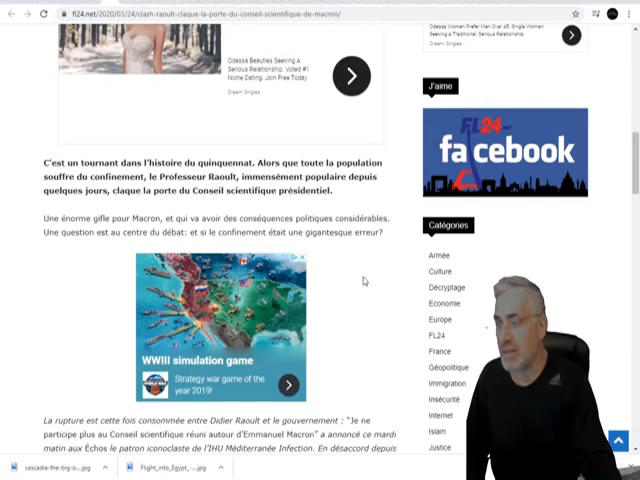 fl24.net/2020/03/24/clash-raoult-claque-la-porte-du-conseil-scientifique-de-macron/
Odessa Women Prefer Men Over 45. Single Women
Seeking A Traditional, Serious Relationship
Dream Singles
Odessa Beauties Seeking A
Serious Relationship. Voted #1
Niche Dating. Join Free Today
Dream Singles
J'aime
FL24
facebook
C'est un tournant dans l'histoire du quinquennat. Alors que toute la population
souffre du confinement, le Professeur Raoult, immensément populaire depuis
quelques jours, claque la porte du Conseil scientifique présidentiel.
Une énorme gifle pour Macron, et qui va avoir des conséquences politiques considérables.
Une question est au centre du débat: et si le confinement était une gigantesque erreur?
WWIII simulation game
Strategy war game of the
year 2019!
Catégories
Armée
Culture
Décryptage
Economie
Europe
FL24
France
Géopolitique
Immigration
Insécurité
Internet
Islam
Justice
La rupture est cette fois consommée entre Didier Raoult et le gouvernement : "Je ne
participe plus au Conseil scientifique réuni autour d'Emmanuel Macron" a annoncé ce mardi
matin aux Échos le patron iconoclaste de l'IHU Méditerranée Infection. En désaccord depuis
cascadia-the-big-o....jpg
Flight_into_Egypt_-....jpg